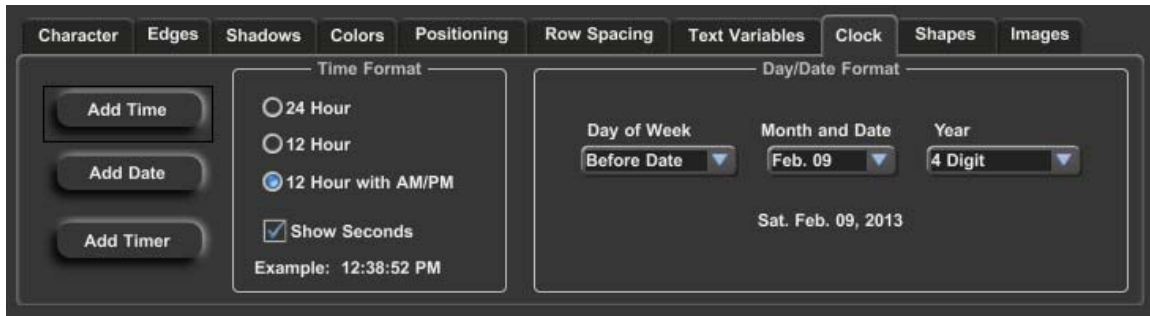 Character Edges Shadows Colors Positioning Row Spacing Text Variables Clock Shapes Images
Add Time
Add Date
Add Timer
Time Format
24 Hour
12 Hour
12 Hour with AM/PM
Show Seconds
Example: 12:38:52 PM
Day/Date Format
Day of Week Month and Date Year
Before Date Feb. 09 4 Digit
Sat. Feb. 09, 2013